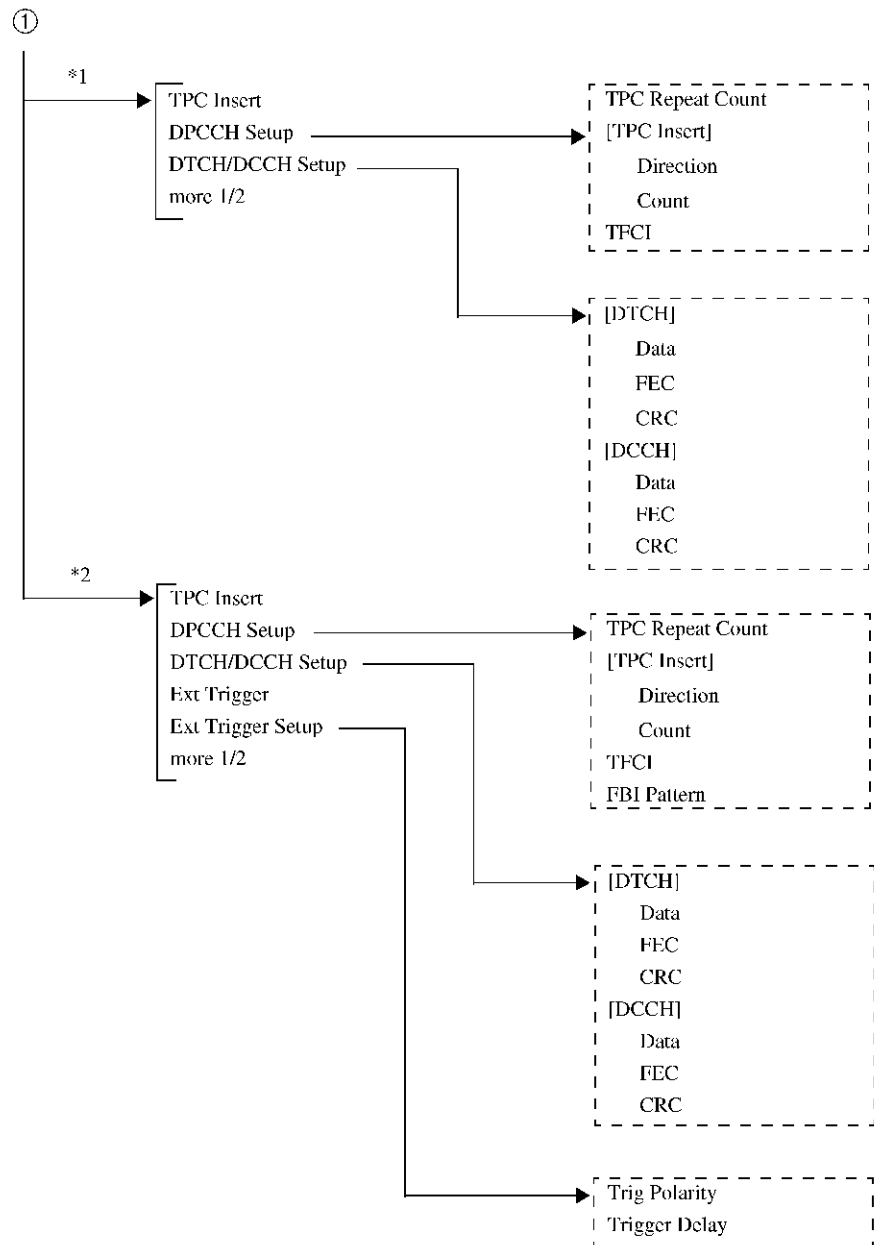 ①
*1
TPC Insert
DPCCH Setup
DTCH/DCCH Setup
more 1/2
TPC Repeat Count
[TPC Insert]
Direction
Count
TFCI
[DTCH]
Data
FEC
CRC
[DCCH]
Data
FEC
CRC
*2
TPC Insert
DPCCH Setup
DTCH/DCCH Setup
Ext Trigger
Ext Trigger Setup
more 1/2
TPC Repeat Count
[TPC Insert]
Direction
Count
TFCI
FBI Pattern
[DTCH]
Data
FEC
CRC
[DCCH]
Data
FEC
CRC
Trig Polarity
Trigger Delay